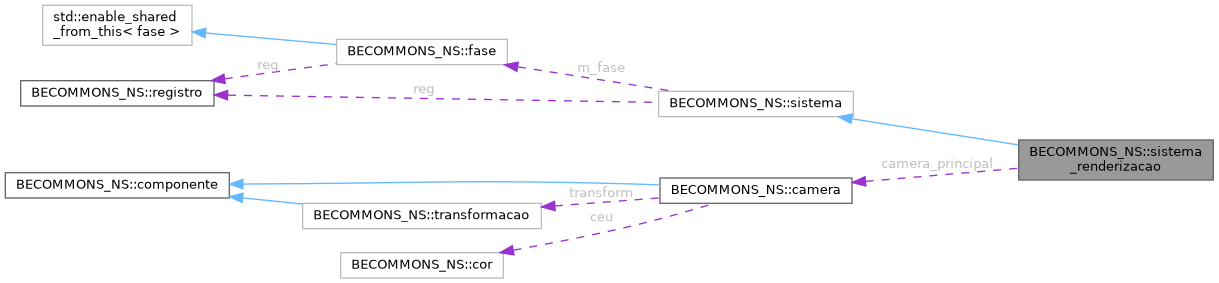 std::enable_shared
_from_this< fase >
BECOMMONS_NS::fase
reg
m_fase
BECOMMONS_NS::registro
reg
BECOMMONS_NS::sistema
BECOMMONS_NS::sistema
_renderizacao
camera_principal
BECOMMONS_NS::componente
BECOMMONS_NS::camera
transform
BECOMMONS_NS::transformacao
ceu
BECOMMONS_NS::cor